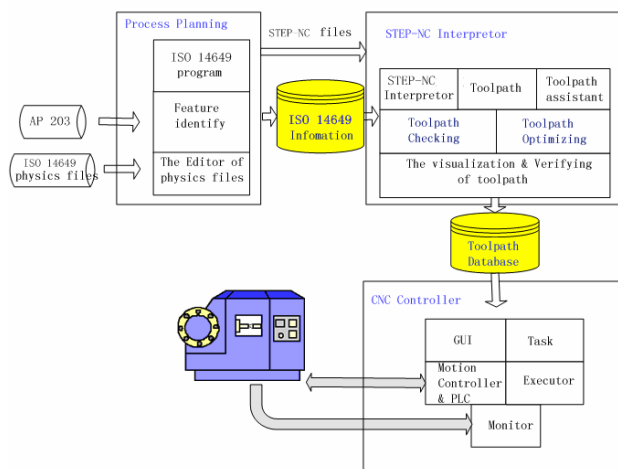 Process Planning
STEP-NC files
STEP-NC Interpretor
ISO 14649
program
STEP-NC
Interpretor
Toolpath
Toolpath
assistant
AP 203
Feature
identify
ISO 14649
Infomation
Toolpath
Checking
Toolpath
Optimizing
ISO 14649
physics files
The Editor of
physics files
The visualization & Verifying
of toolpath
Toolpath
Database
CNC Controller
GUI
Task
Motion
Controller
& PLC
Executor
Monitor